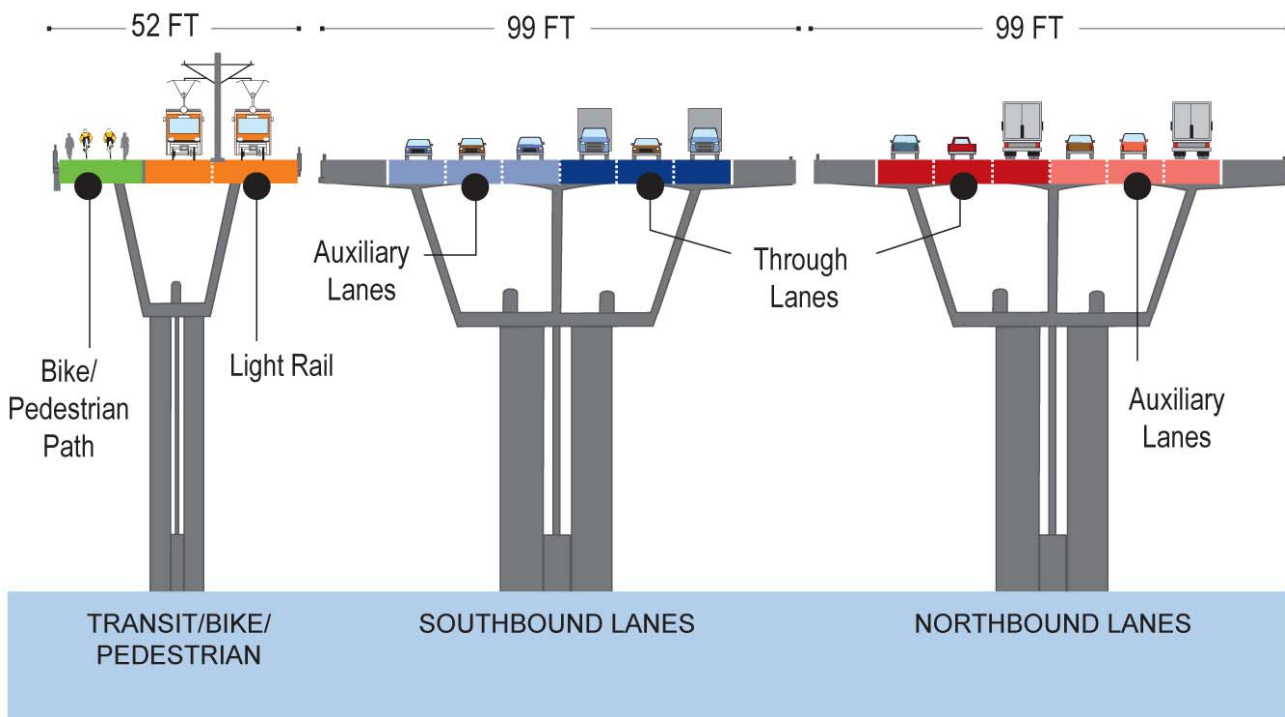 52 FT
99 FT
99 FT
Auxiliary
Lanes
Through
Lanes
Bike/
Pedestrian
Path
Light Rail
Auxiliary
Lanes
TRANSIT/BIKE/
PEDESTRIAN
SOUTHBOUND LANES
NORTHBOUND LANES